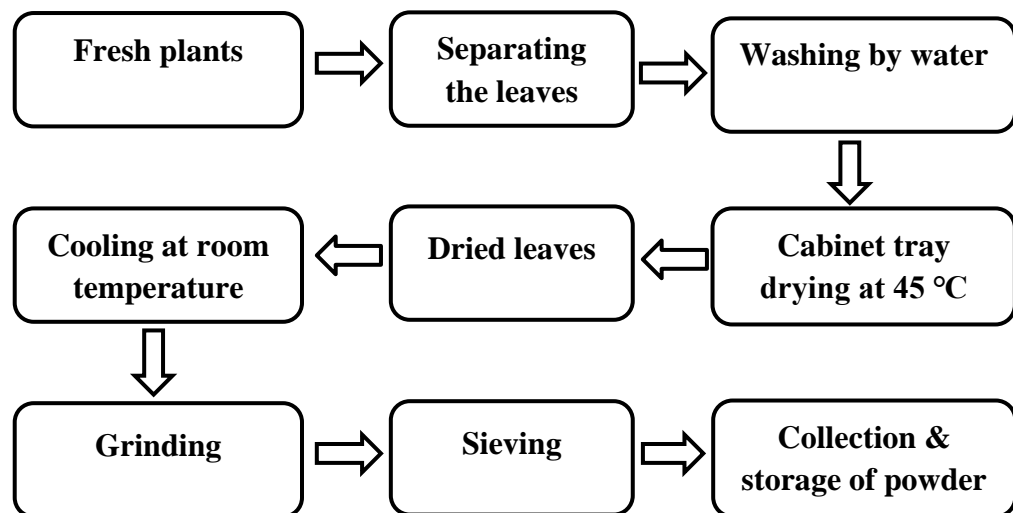 Fresh plants
Separating
the leaves
Washing by water
Cabinet tray
drying at 45 °C
Dried leaves
Cooling at room
temperature
Grinding
Sieving
Collection &
storage of powder